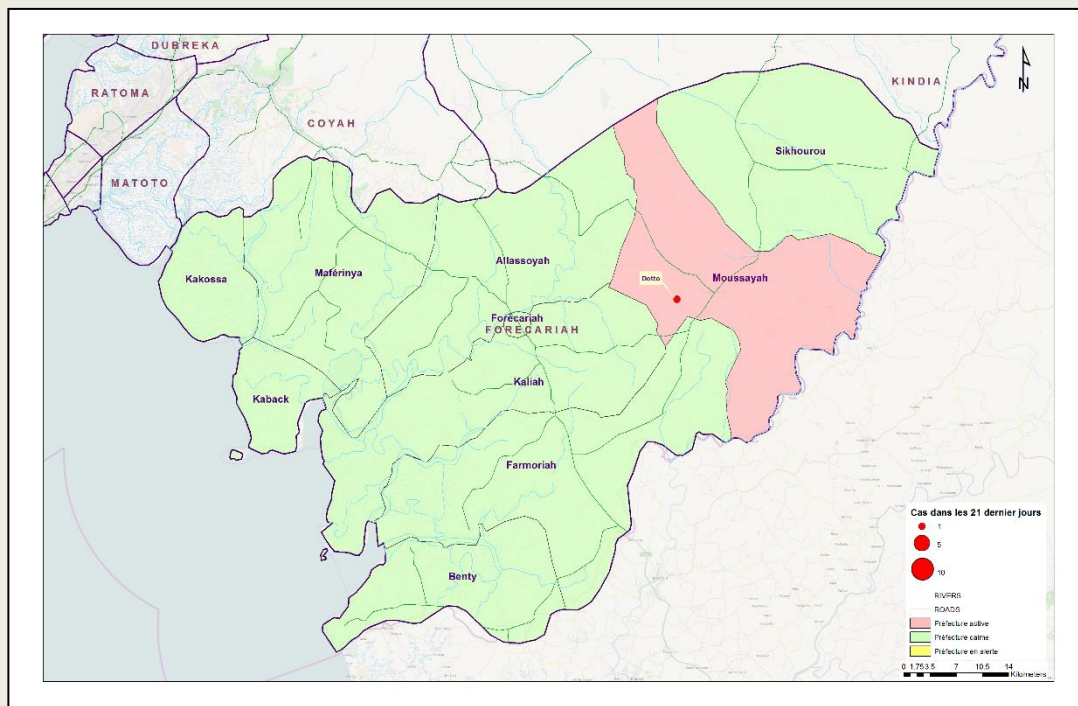 DUBREKA
KINDIA
RATOMA
N
COYAH
Sikhourou
MATOTO
Allassoyah
Kakossa
Maférinya
Moussayah
Dotto
Forécariah
FORECARIAH
Kaliah
Kaback
Farmoriah
Benty
Cas dans les 21 dernier jours
1
5
10
RIVERS
ROADS
Préfecture active
Préfecture calme
Préfecture en alerte
0 1.75 3.5 7 10.5 14
Kilometers